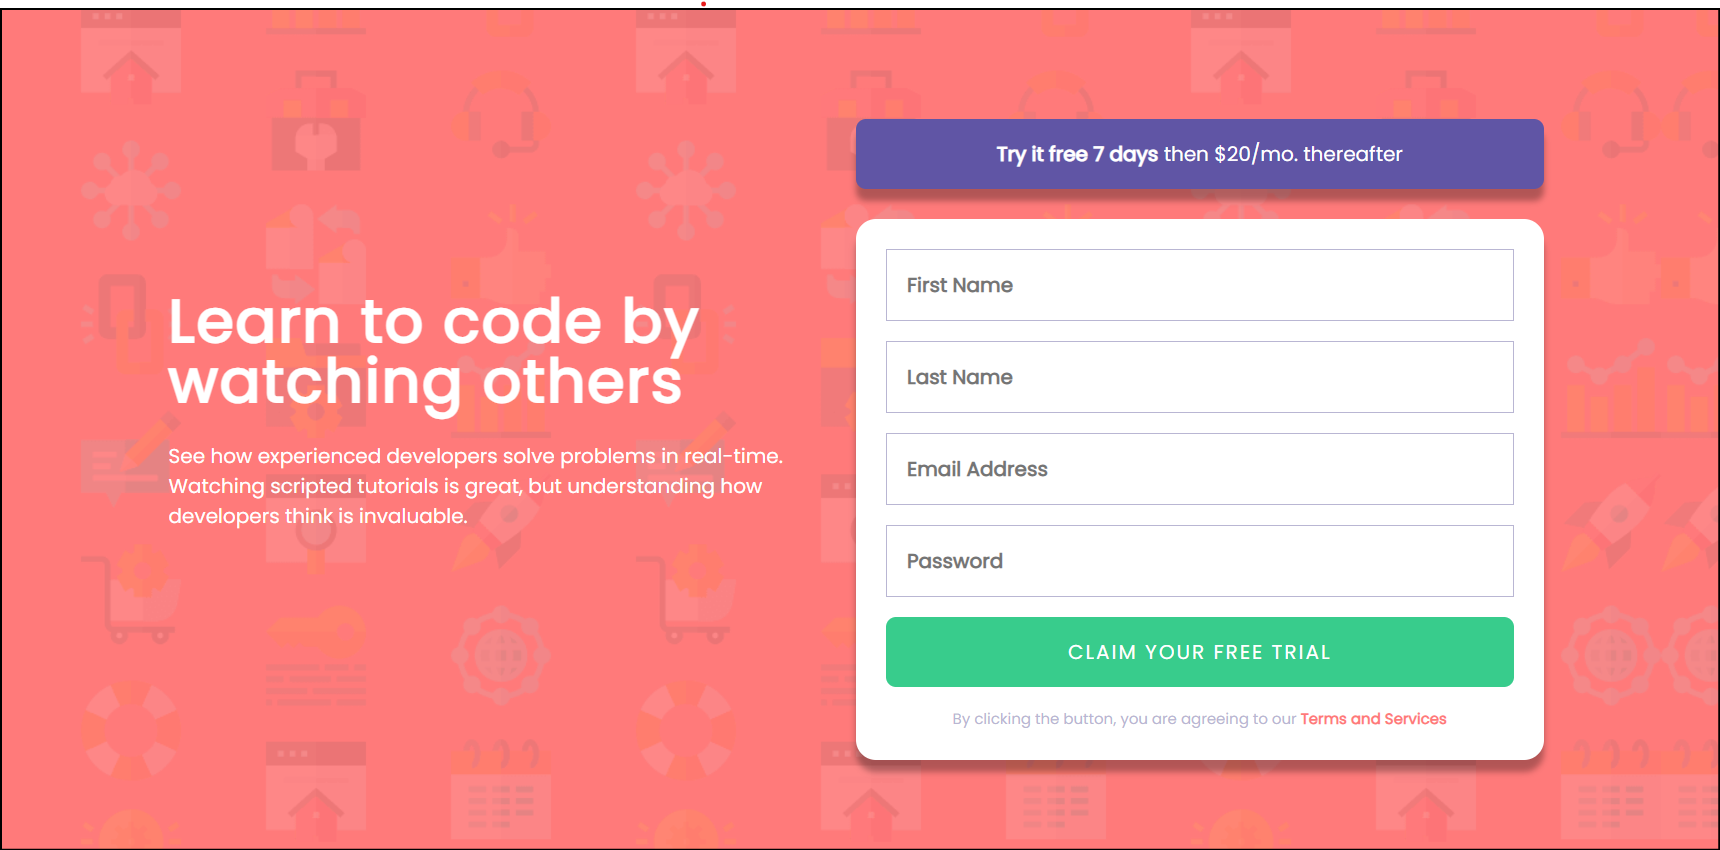 Learn to code by
watching others
See how experienced developers solve problems in real-time.
Watching scripted tutorials is great, but understanding how
developers think is invaluable.
Try it free 7 days then $20/mo. thereafter
First Name
Last Name
Email Address
Password
CLAIM YOUR FREE TRIAL
By clicking the button, you are agreeing to our Terms and Services